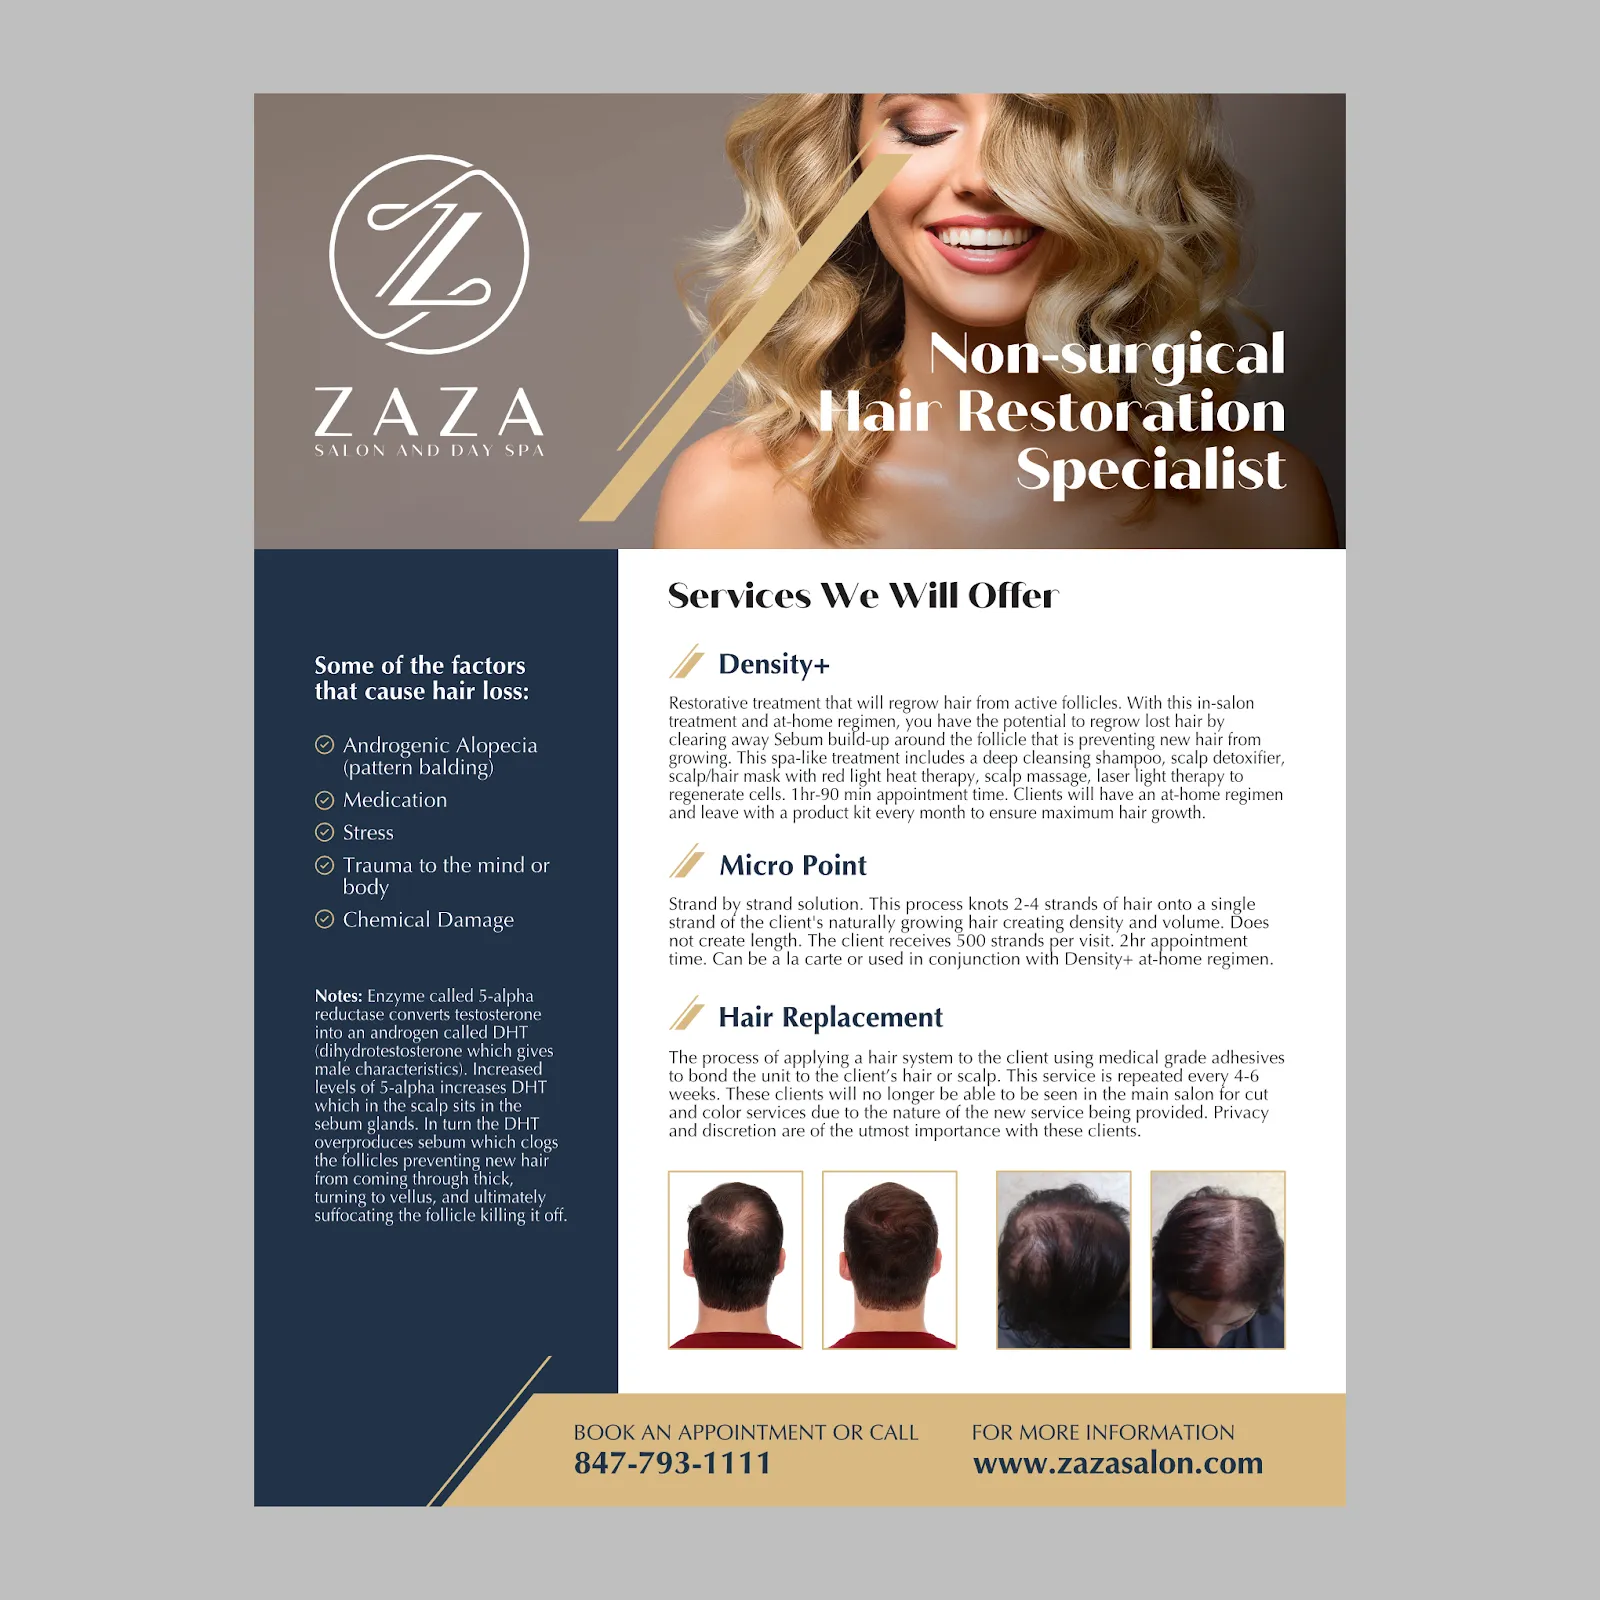 ZAZA
SALON AND DAY SPA
Non-surgical
Hair Restoration
Specialist
Some of the factors
that cause hair loss:
Androgenic Alopecia
(pattern balding)
Medication
Stress
Trauma to the mind or
body
Chemical Damage
Notes: Enzyme called 5-alpha
reductase converts testosterone
into an androgen called DHT
(dihydrotestosterone which gives
male characteristics). Increased
levels of 5-alpha increases DHT
which in the scalp sits in the
sebum glands. In turn the DHT
overproduces sebum which clogs
the follicles preventing new hair
from coming through thick,
turning to vellus, and ultimately
suffocating the follicle killing it off.
Services We Will Offer
Density+
Restorative treatment that will regrow hair from active follicles. With this in-salon
treatment and at-home regimen, you have the potential to regrow lost hair by
clearing away Sebum build-up around the follicle that is preventing new hair from
growing. This spa-like treatment includes a deep cleansing shampoo, scalp detoxifier,
scalp/hair mask with red light heat therapy, scalp massage, laser light therapy to
regenerate cells. 1hr-90 min appointment time. Clients will have an at-home regimen
and leave with a product kit every month to ensure maximum hair growth.
Micro Point
Strand by strand solution. This process knots 2-4 strands of hair onto a single
strand of the client's naturally growing hair creating density and volume. Does
not create length. The client receives 500 strands per visit. 2hr appointment
time. Can be a la carte or used in conjunction with Density+ at-home regimen.
Hair Replacement
The process of applying a hair system to the client using medical grade adhesives
to bond the unit to the client’s hair or scalp. This service is repeated every 4-6
weeks. These clients will no longer be able to be seen in the main salon for cut
and color services due to the nature of the new service being provided. Privacy
and discretion are of the utmost importance with these clients.
BOOK AN APPOINTMENT OR CALL
847-793-1111
FOR MORE INFORMATION
www.zazasalon.com